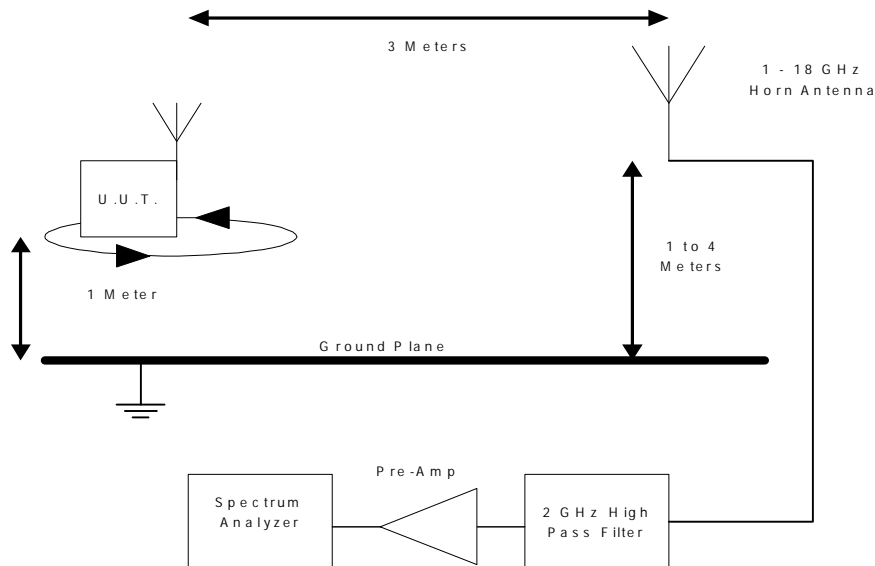 3 Meters
1 - 18 GHz
Horn Antenna
U.U.T.
1 to 4
Meters
1 Meter
Ground Plane
Pre-Amp
Spectrum
Analyzer
2 GHz High
Pass Filter